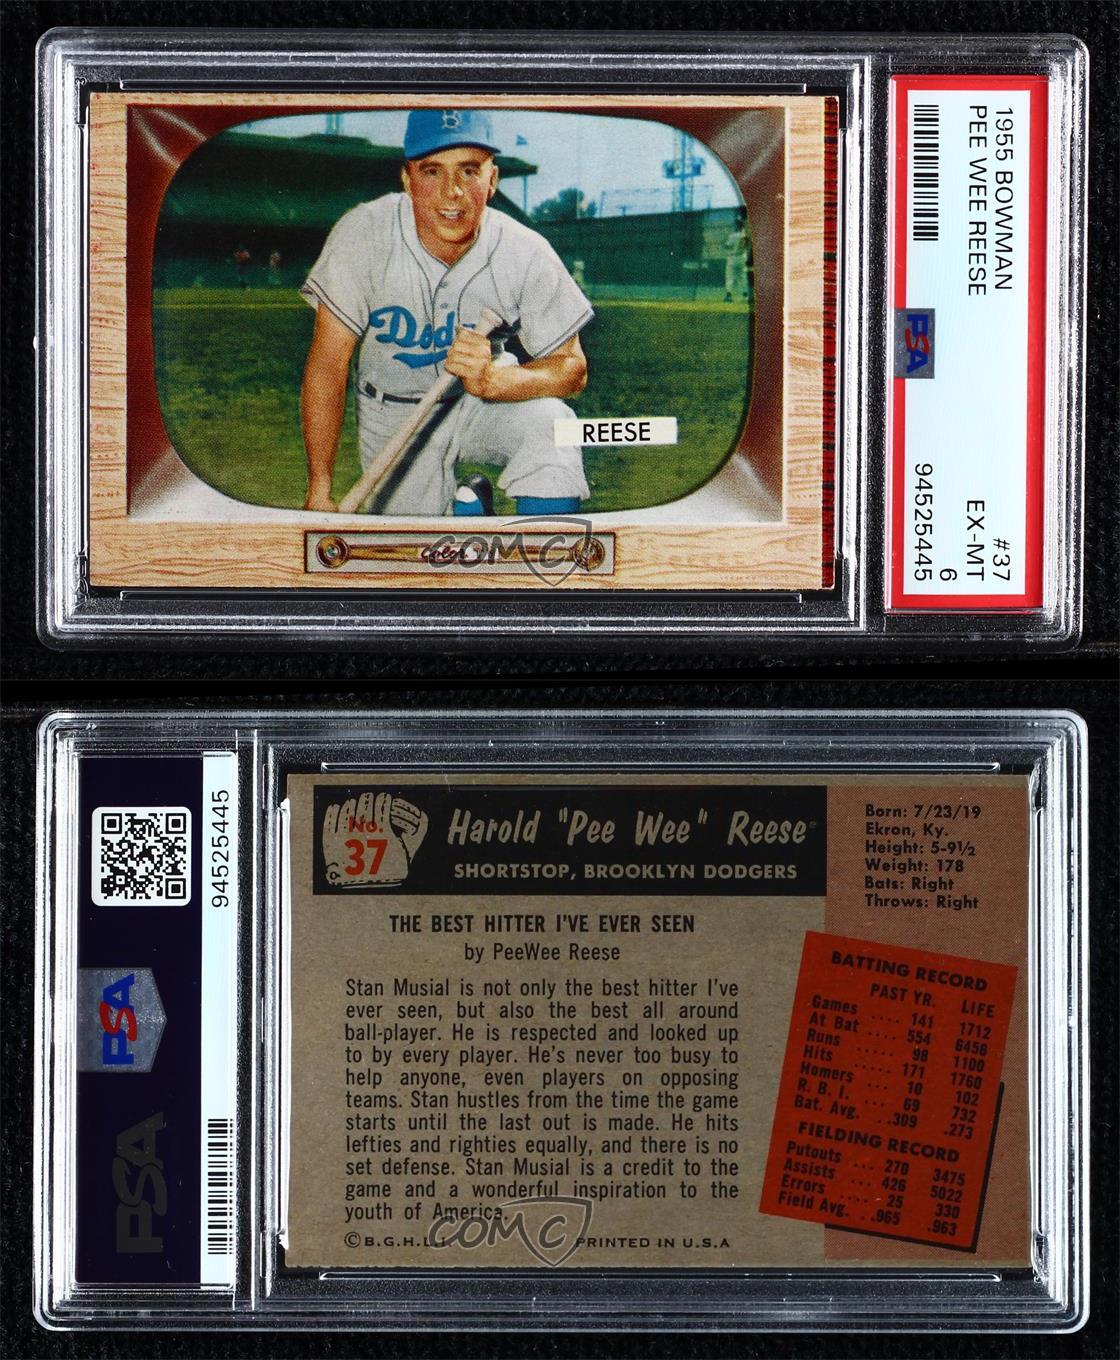 1955 BOWMAN
PEE WEE REESE
#37
EX-MT
6
94525445
PSA
REESE
Color TV
COMC
94525445
PSA
PSA
No.
37
Harold "Pee Wee" Reese
SHORTSTOP, BROOKLYN DODGERS
Born: 7/23/19
Ekron, Ky.
Height: 5-9½
Weight: 178
Bats: Right
Throws: Right
THE BEST HITTER I'VE EVER SEEN
by PeeWee Reese
Stan Musial is not only the best hitter I've
ever seen, but also the best all around
ball-player. He is respected and looked up
to by every player. He's never too busy to
help anyone, even players on opposing
teams. Stan hustles from the time the game
starts until the last out is made. He hits
lefties and righties equally, and there is no
set defense. Stan Musial is a credit to the
game and a wonderful inspiration to the
youth of America.
©B.G.H.LI.
PRINTED IN U.S.A
COMC
BATTING RECORD
PAST YR. LIFE
Games .... 141 1712
At Bat .... 554 6456
Runs ..... 98 1100
Hits ..... 171 1760
Homers ... 10 102
R. B. I. ... 69 732
Bat. Avg. .. .309 .273
FIELDING RECORD
Putouts ... 270 3475
Assists ... 426 5022
Errors .... 25 330
Field Avg. .. .965 .963